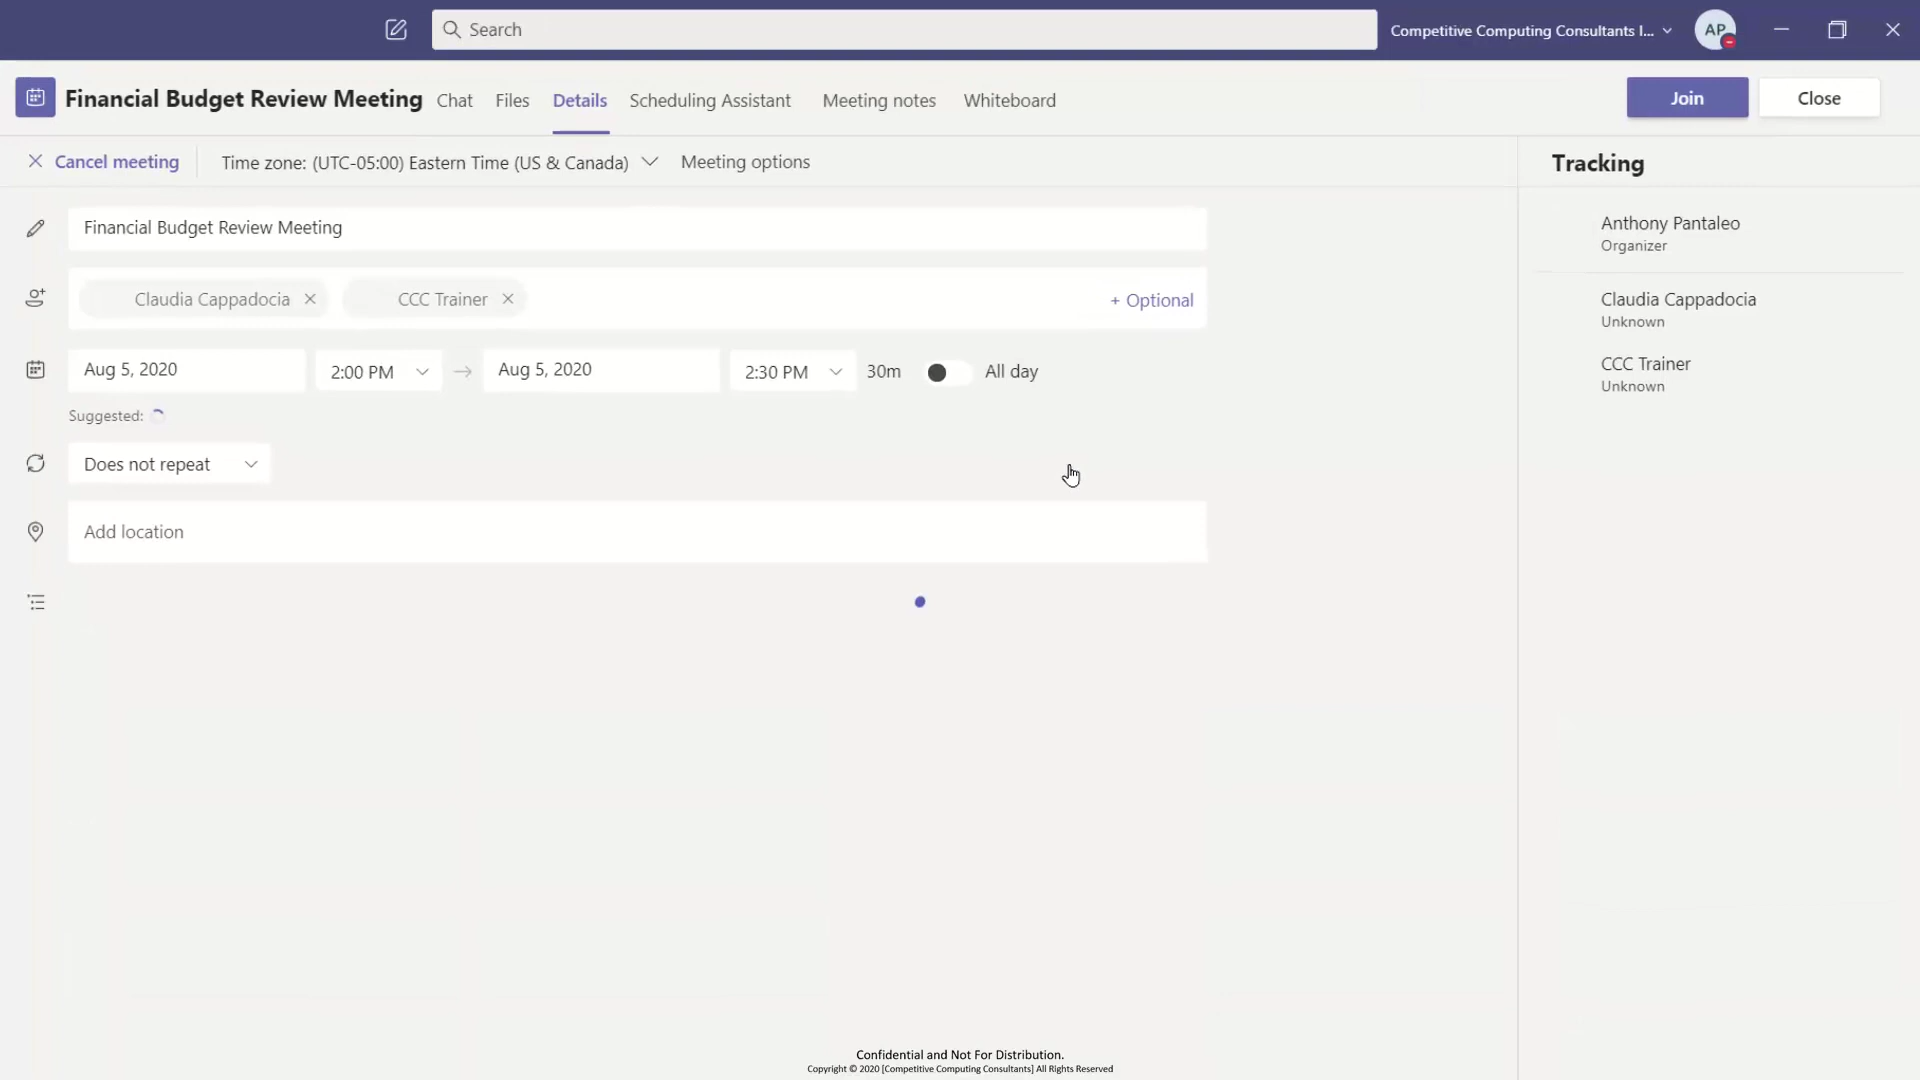 Search
Competitive Computing Consultants I...
AP
Financial Budget Review Meeting
Chat
Files
Details
Scheduling Assistant
Meeting notes
Whiteboard
Join
Close
Cancel meeting
Time zone: (UTC-05:00) Eastern Time (US & Canada)
Meeting options
Tracking
Financial Budget Review Meeting
Anthony Pantaleo
Organizer
Claudia Cappadocia
CCC Trainer
+ Optional
Claudia Cappadocia
Unknown
Aug 5, 2020
2:00 PM
Aug 5, 2020
2:30 PM
30m
All day
CCC Trainer
Unknown
Suggested:
Does not repeat
Add location
Confidential and Not For Distribution.
Copyright © 2020 [Competitive Computing Consultants] All Rights Reserved